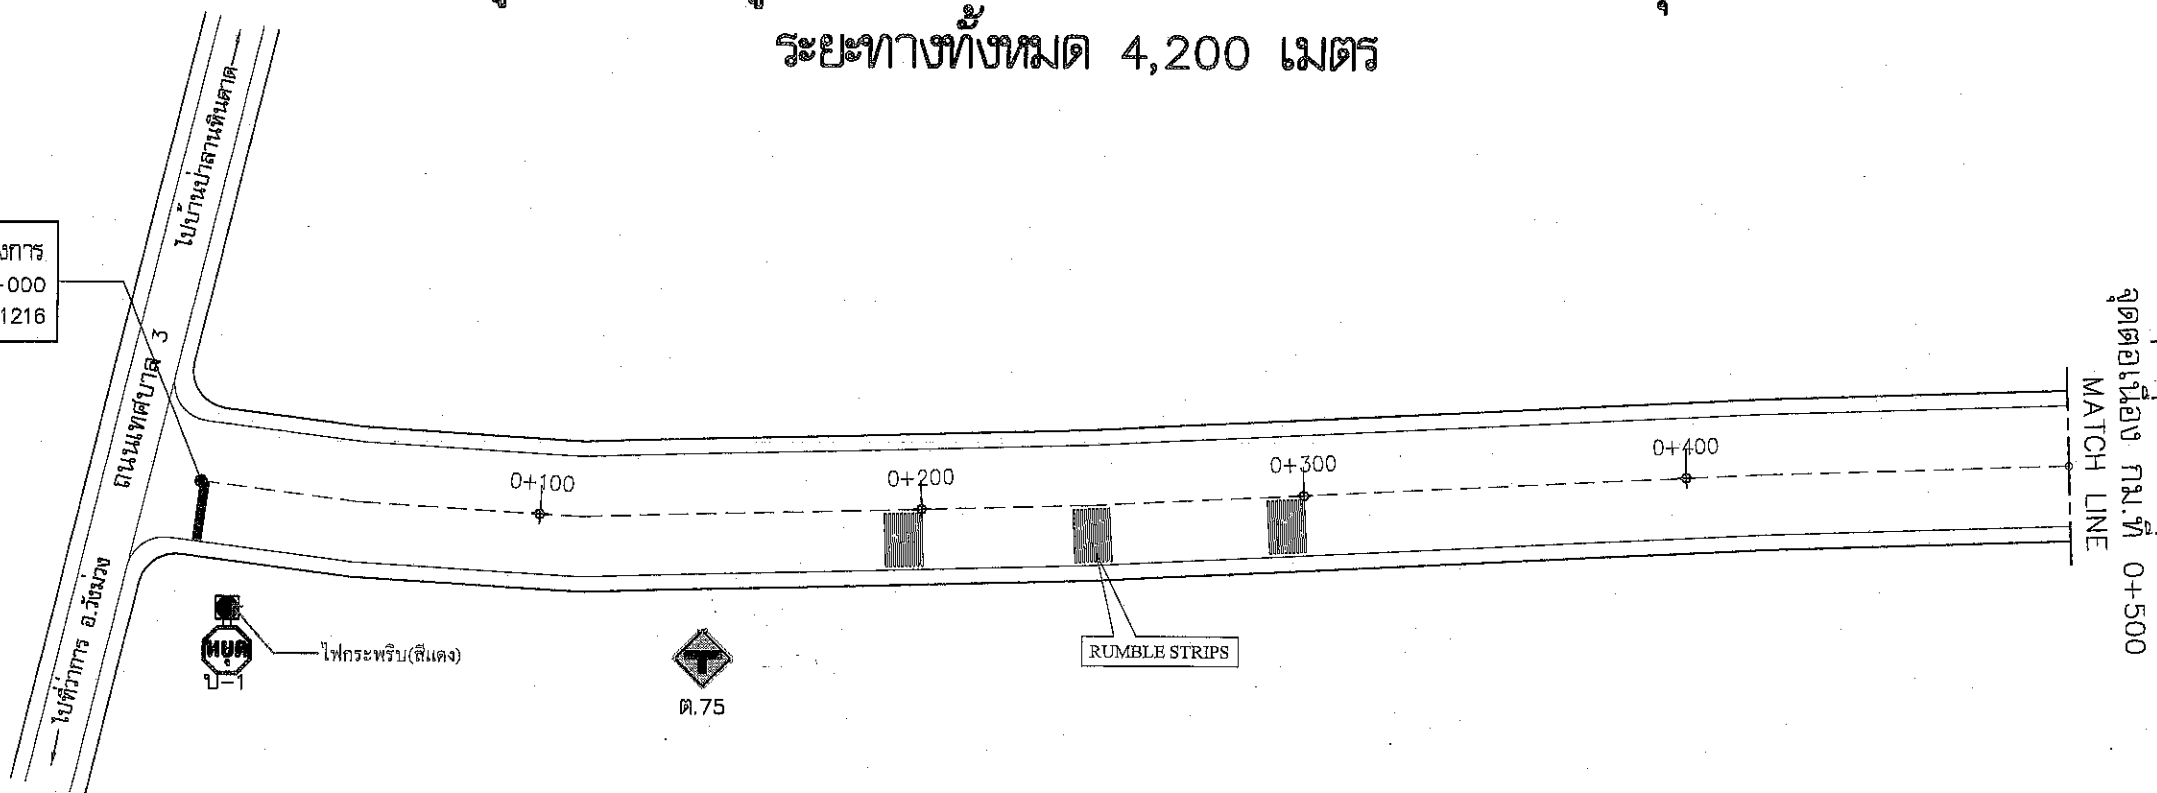 ระยะทางทั้งหมด 4,200 เมตร
ไปบ้านป่าลานหินดาด
1216
ถนนเทศบาล 3
0+100
0+200
0+300
0+400
จุดต่อเนื่อง กม.ที่ 0+500
MATCH LINE
ไปที่ว่าการ อ.วังม่วง
หยุด
บ-1
ไฟกระพริบ(สีแดง)
ต.75
RUMBLE STRIPS